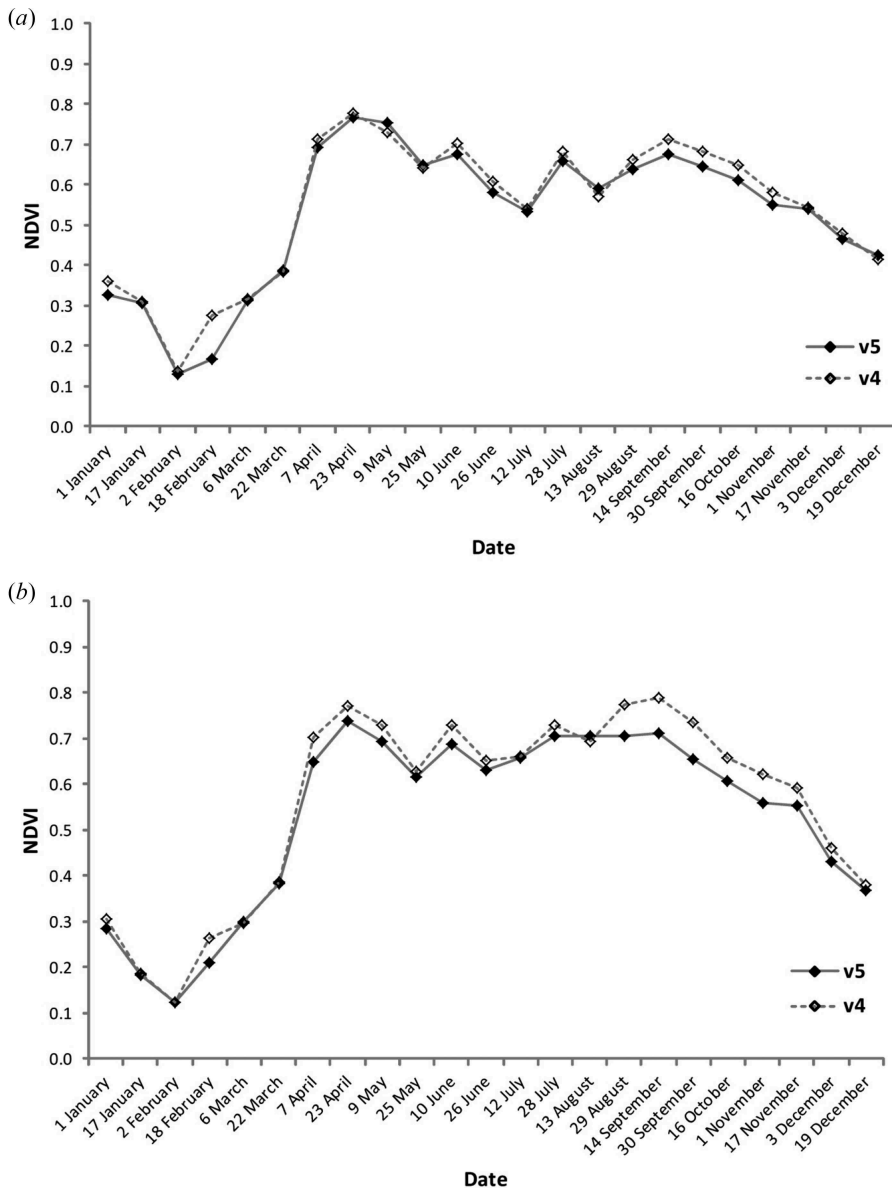 (a)
1.0
0.9
0.8
0.7
0.6
0.5
0.4
0.3
0.2
0.1
0.0
NDVI
v5
v4
1 January
17 January
2 February
18 February
6 March
22 March
7 April
23 April
9 May
25 May
10 June
26 June
12 July
28 July
13 August
29 August
14 September
30 September
16 October
1 November
17 November
3 December
19 December
Date
(b)
1.0
0.9
0.8
0.7
0.6
0.5
0.4
0.3
0.2
0.1
0.0
NDVI
v5
v4
1 January
17 January
2 February
18 February
6 March
22 March
7 April
23 April
9 May
25 May
10 June
26 June
12 July
28 July
13 August
29 August
14 September
30 September
16 October
1 November
17 November
3 December
19 December
Date